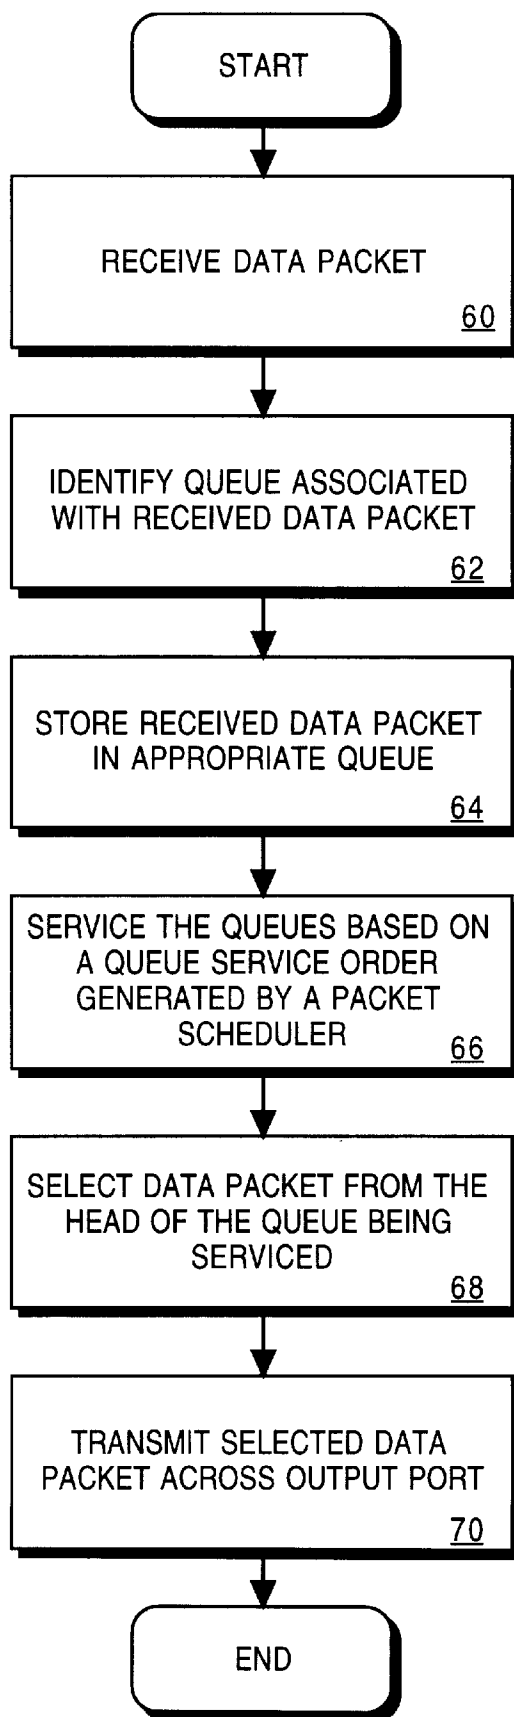 START
RECEIVE DATA PACKET
60
IDENTIFY QUEUE ASSOCIATED
WITH RECEIVED DATA PACKET
62
STORE RECEIVED DATA PACKET
IN APPROPRIATE QUEUE
64
SERVICE THE QUEUES BASED ON
A QUEUE SERVICE ORDER
GENERATED BY A PACKET
SCHEDULER
66
SELECT DATA PACKET FROM THE
HEAD OF THE QUEUE BEING
SERVICED
68
TRANSMIT SELECTED DATA
PACKET ACROSS OUTPUT PORT
70
END